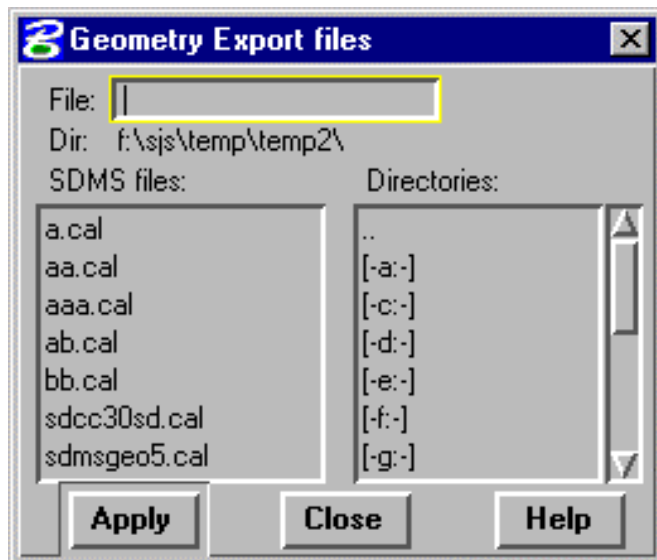 Geometry Export files
File:
Dir: f:\sjs\temp\temp2\
SDMS files:
a.cal
aa.cal
aaa.cal
ab.cal
bb.cal
sdcc30sd.cal
sdmsgeo5.cal
Directories:
..
[-a:-]
[-c:-]
[-d:-]
[-e:-]
[-f:-]
[-g:-]
Apply Close Help